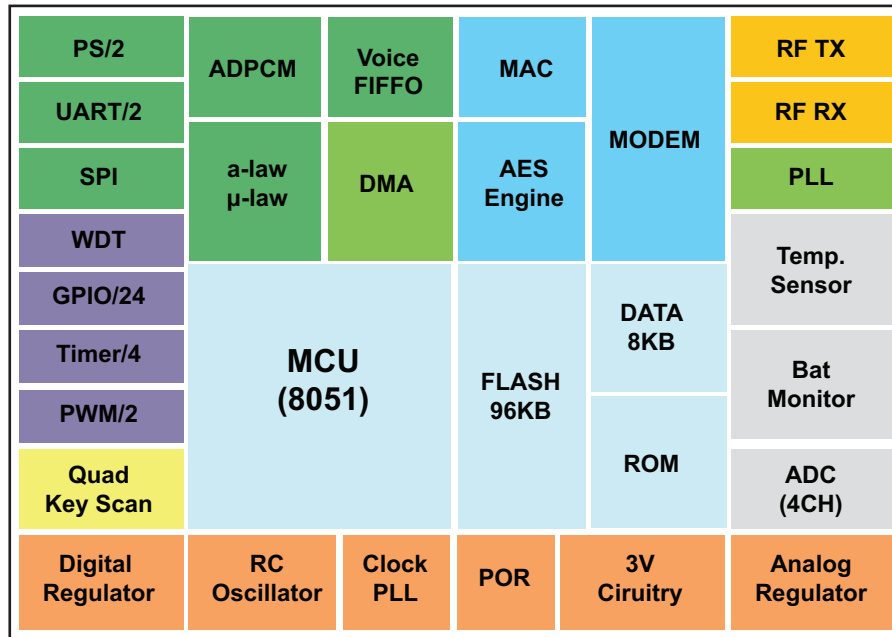 PS/2
UART/2
SPI
WDT
GPIO/24
Timer/4
PWM/2
Quad
Key Scan
ADPCM
Voice
FIFFO
a-law
µ-law
DMA
MAC
AES
Engine
MODEM
MCU
(8051)
FLASH
96KB
DATA
8KB
ROM
RF TX
RF RX
PLL
Temp.
Sensor
Bat
Monitor
ADC
(4CH)
Digital
Regulator
RC
Oscillator
Clock
PLL
POR
3V
Ciruitry
Analog
Regulator